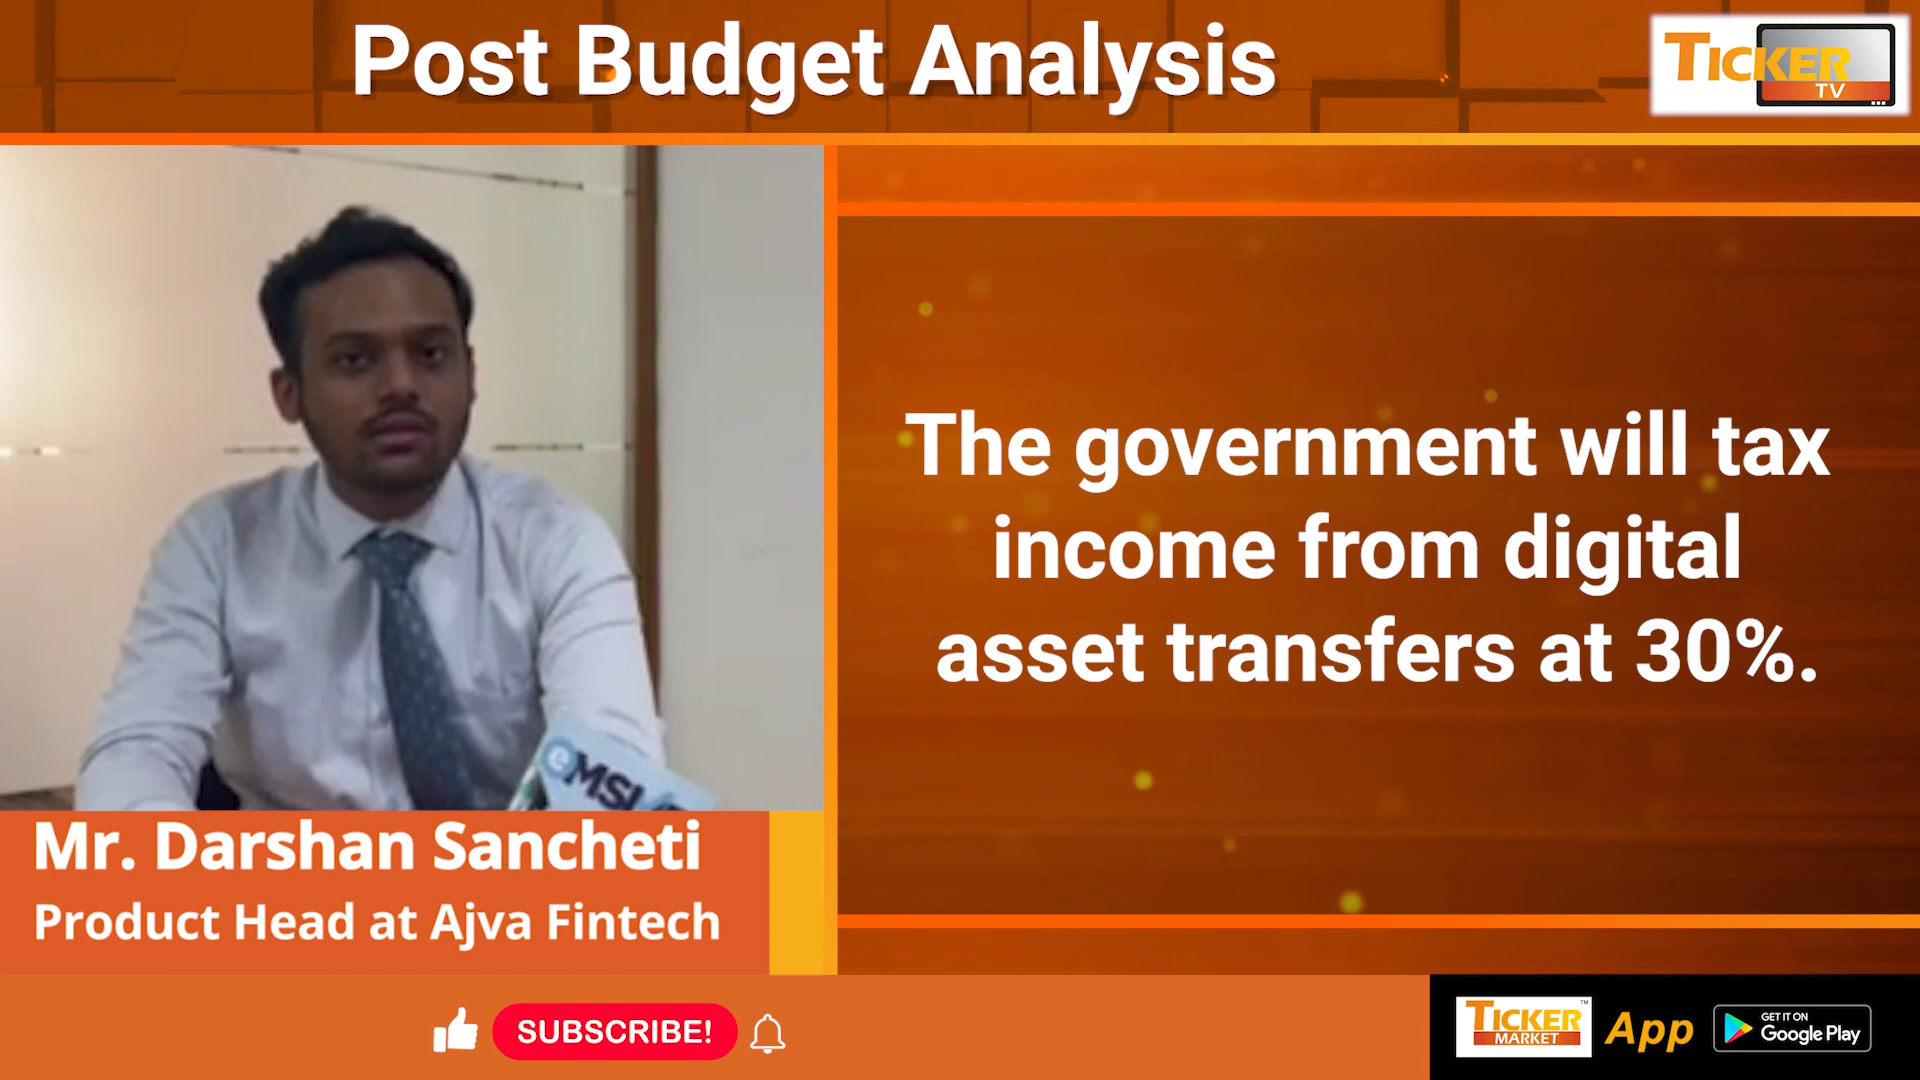 Post Budget Analysis
TICKER
TV
The government will tax
income from digital
asset transfers at 30%.
Mr. Darshan Sancheti
Product Head at Ajva Fintech
SUBSCRIBE!
TICKER
TM
MARKET
App
GET IT ON
Google Play